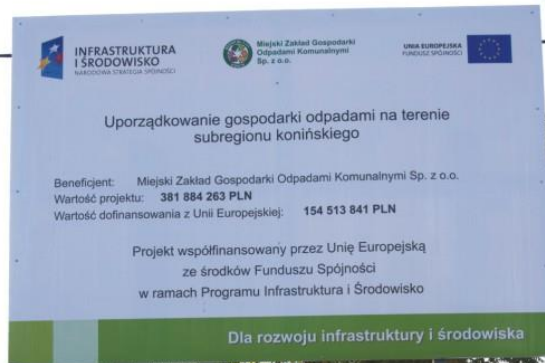 INFRASTRUKTURA
I ŚRODOWISKO
NARODOWA STRATEGIA SPÓJNOŚCI
Miejski Zakład Gospodarki
Odpadami Komunalnymi
Sp. z o.o.
UNIA EUROPEJSKA
FUNDUSZ SPÓJNOŚCI
Uporządkowanie gospodarki odpadami na terenie
subregionu konińskiego
Beneficjent: Miejski Zakład Gospodarki Odpadami Komunalnymi Sp. z o.o.
Wartość projektu: 381 884 263 PLN
Wartość dofinansowania z Unii Europejskiej: 154 513 841 PLN
Projekt współfinansowany przez Unię Europejską
ze środków Funduszu Spójności
w ramach Programu Infrastruktura i Środowisko
Dla rozwoju infrastruktury i środowiska